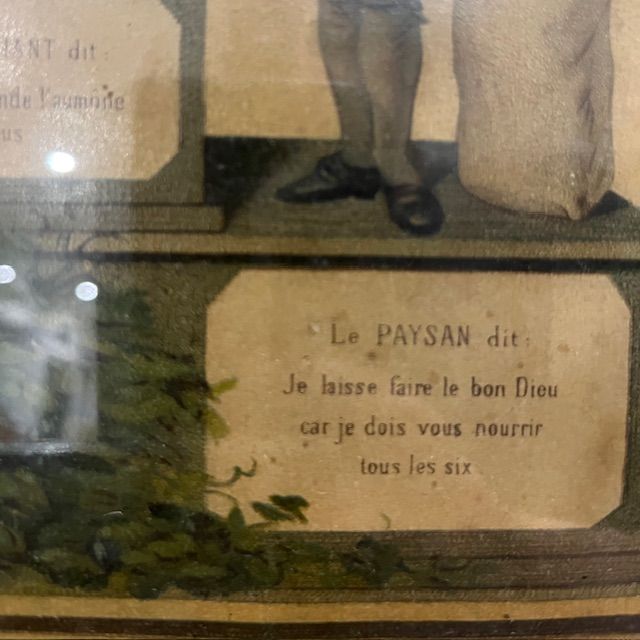 dit :
l'aumône
Le PAYSAN dit :
Je laisse faire le bon Dieu
car je dois vous nourrir
tous les six